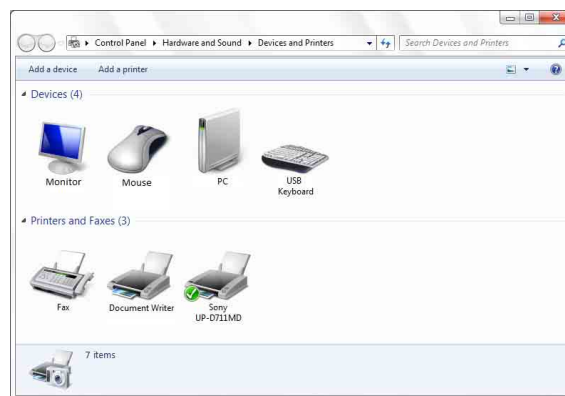 Control Panel ▸ Hardware and Sound ▸ Devices and Printers Search Devices and Printers
Add a device Add a printer
Devices (4)
Monitor Mouse PC USB
Keyboard
Printers and Faxes (3)
Fax Document Writer Sony
UP-D711MD
7 items